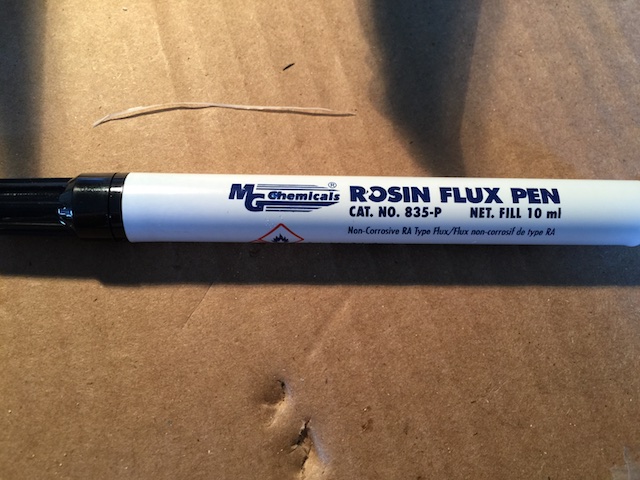 MG Chemicals®
ROSIN FLUX PEN
CAT. NO. 835-P NET. FILL 10 ml
Non-Corrosive RA Type Flux/Flux non-corrosif de type RA